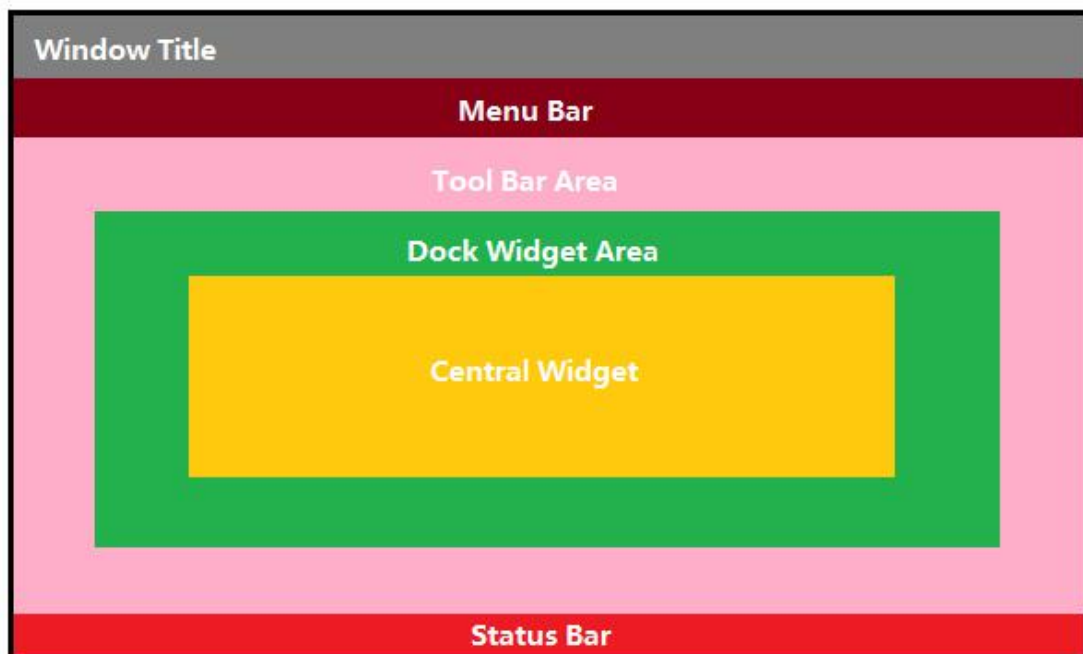 Window Title
Menu Bar
Tool Bar Area
Dock Widget Area
Central Widget
Status Bar